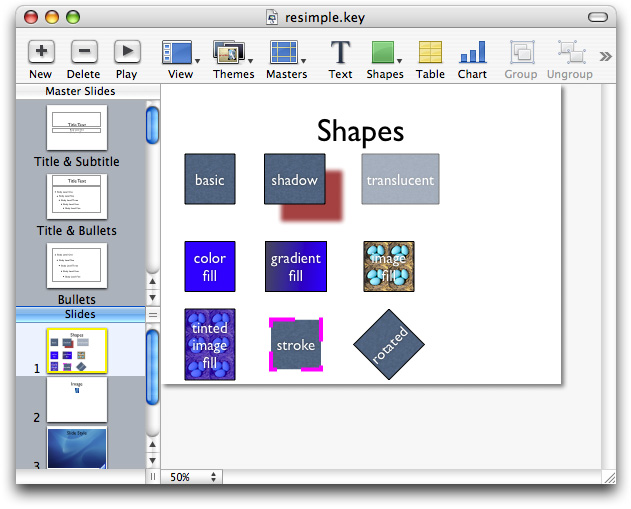 resimple.key
New
Delete
Play
View
Themes
Masters
Text
Shapes
Table
Chart
Group
Ungroup
»
Master Slides
Title Text
Title & Subtitle
Title Text
Title & Bullets
Bullets
Slides
Shapes
1
Image
2
Slide Style
3
Shapes
basic
shadow
translucent
color
fill
gradient
fill
image
fill
tinted
image
fill
stroke
rotated
50%